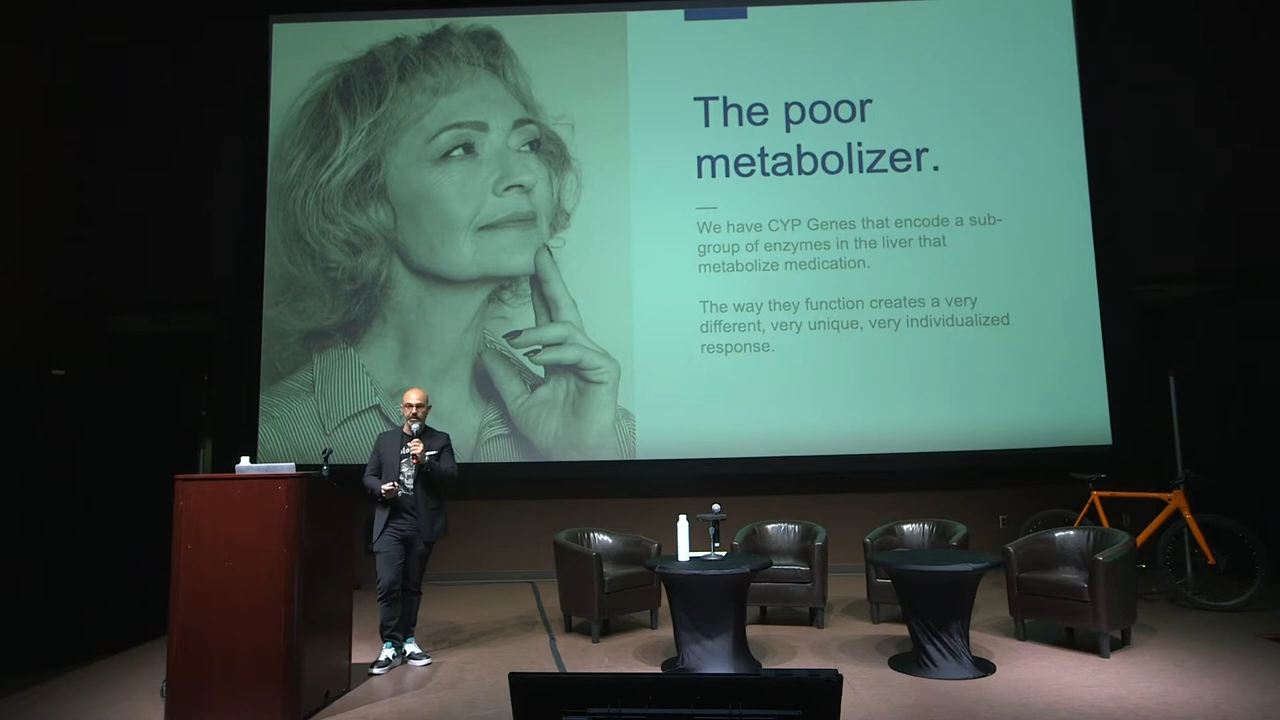 The poor
metabolizer.
We have CYP Genes that encode a sub-
group of enzymes in the liver that
metabolize medication.
The way they function creates a very
different, very unique, very individualized
response.